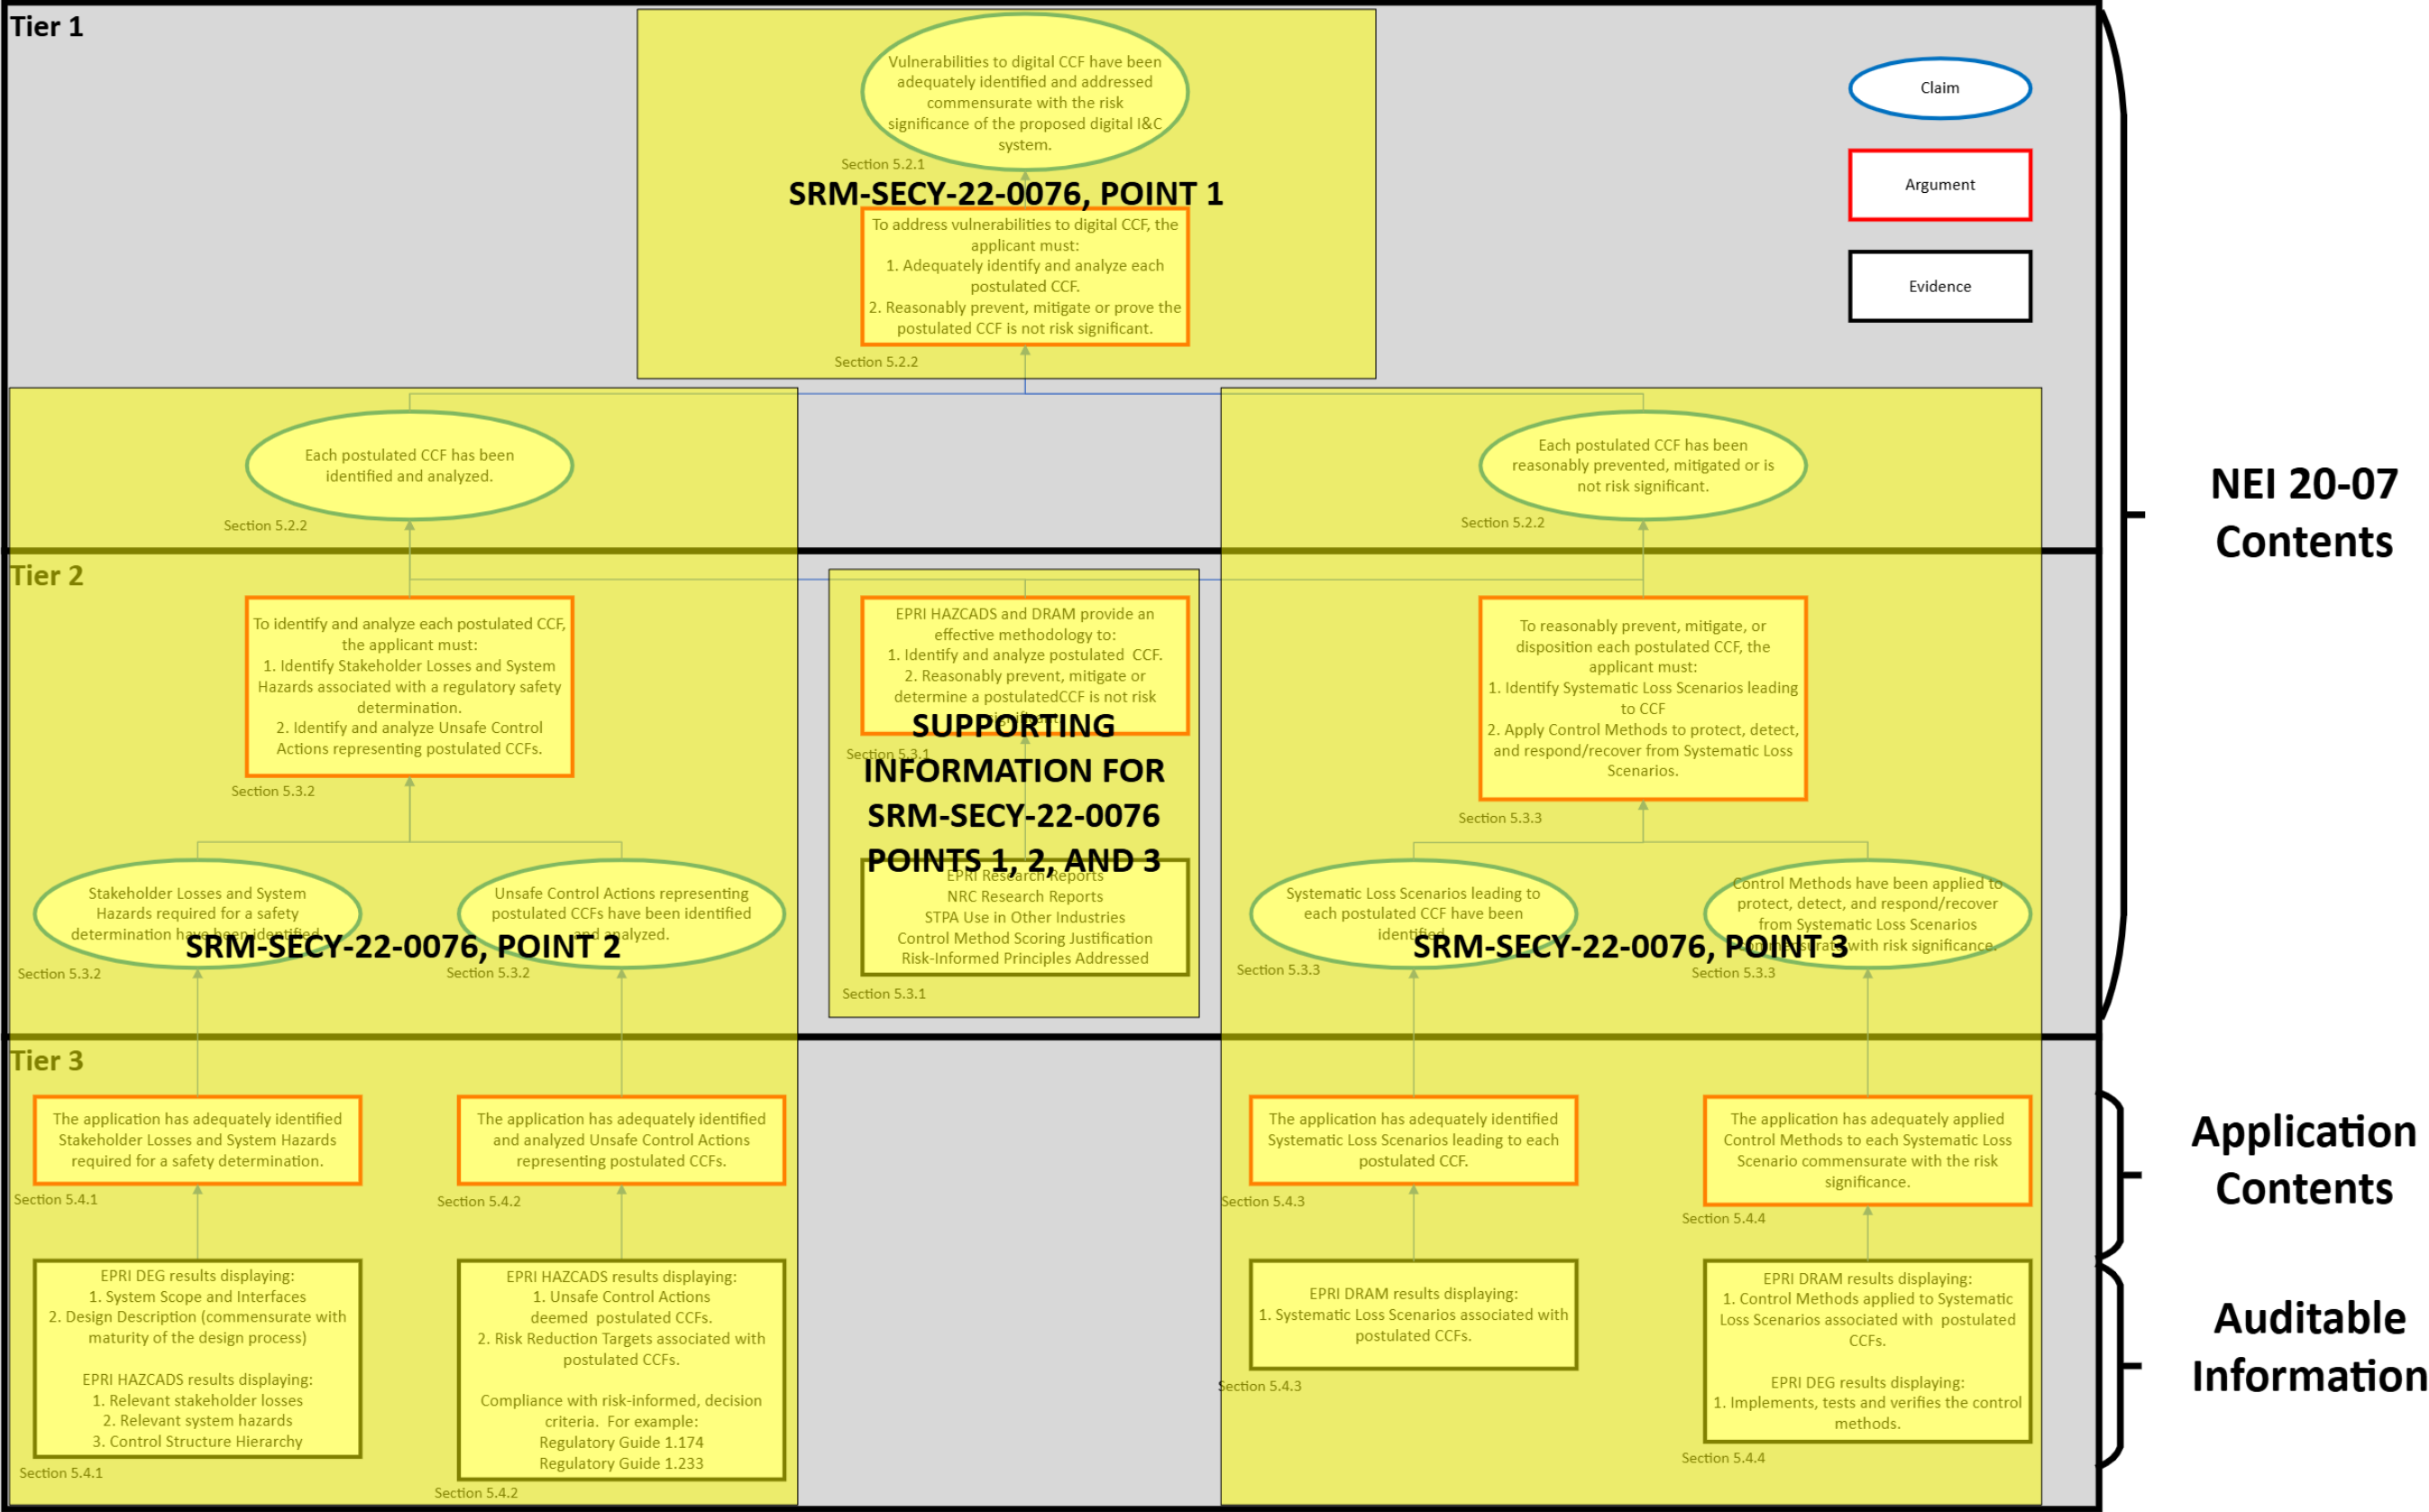 Tier 1
Vulnerabilities to digital CCF have been
adequately identified and addressed
commensurate with the risk
significance of the proposed digital I&C
system.
Section 5.2.1
SRM-SECY-22-0076, POINT 1
To address vulnerabilities to digital CCF, the
applicant must:
1. Adequately identify and analyze each
postulated CCF.
2. Reasonably prevent, mitigate or prove the
postulated CCF is not risk significant.
Section 5.2.2
Claim
Argument
Evidence
Each postulated CCF has been
identified and analyzed.
Section 5.2.2
Each postulated CCF has been
reasonably prevented, mitigated or is
not risk significant.
Section 5.2.2
NEI 20-07
Contents
Tier 2
To identify and analyze each postulated CCF,
the applicant must:
1. Identify Stakeholder Losses and System
Hazards associated with a regulatory safety
determination.
2. Identify and analyze Unsafe Control
Actions representing postulated CCFs.
Section 5.3.2
EPRI HAZCADS and DRAM provide an
effective methodology to:
1. Identify and analyze postulated  CCF.
2. Reasonably prevent, mitigate or
determine a postulatedCCF is not risk
significant.
Section 5.3.1
SUPPORTING
INFORMATION FOR
SRM-SECY-22-0076
POINTS 1, 2, AND 3
EPRI Research Reports
NRC Research Reports
STPA Use in Other Industries
Control Method Scoring Justification
Risk-Informed Principles Addressed
Section 5.3.1
To reasonably prevent, mitigate, or
disposition each postulated CCF, the
applicant must:
1. Identify Systematic Loss Scenarios leading
to CCF
2. Apply Control Methods to protect, detect,
and respond/recover from Systematic Loss
Scenarios.
Section 5.3.3
Stakeholder Losses and System
Hazards required for a safety
determination have been identified.
Section 5.3.2
Unsafe Control Actions representing
postulated CCFs have been identified
and analyzed.
Section 5.3.2
SRM-SECY-22-0076, POINT 2
Systematic Loss Scenarios leading to
each postulated CCF have been
identified.
Section 5.3.3
Control Methods have been applied to
protect, detect, and respond/recover
from Systematic Loss Scenarios
commensurate with risk significance.
Section 5.3.3
SRM-SECY-22-0076, POINT 3
Tier 3
The application has adequately identified
Stakeholder Losses and System Hazards
required for a safety determination.
Section 5.4.1
The application has adequately identified
and analyzed Unsafe Control Actions
representing postulated CCFs.
Section 5.4.2
The application has adequately identified
Systematic Loss Scenarios leading to each
postulated CCF.
Section 5.4.3
The application has adequately applied
Control Methods to each Systematic Loss
Scenario commensurate with the risk
significance.
Section 5.4.4
Application
Contents
EPRI DEG results displaying:
1. System Scope and Interfaces
2. Design Description (commensurate with
maturity of the design process)
EPRI HAZCADS results displaying:
1. Relevant stakeholder losses
2. Relevant system hazards
3. Control Structure Hierarchy
Section 5.4.1
EPRI HAZCADS results displaying:
1. Unsafe Control Actions
deemed  postulated CCFs.
2. Risk Reduction Targets associated with
postulated CCFs.
Compliance with risk-informed, decision
criteria.  For example:
Regulatory Guide 1.174
Regulatory Guide 1.233
Section 5.4.2
EPRI DRAM results displaying:
1. Systematic Loss Scenarios associated with
postulated CCFs.
Section 5.4.3
EPRI DRAM results displaying:
1. Control Methods applied to Systematic
Loss Scenarios associated with  postulated
CCFs.
EPRI DEG results displaying:
1. Implements, tests and verifies the control
methods.
Section 5.4.4
Auditable
Information